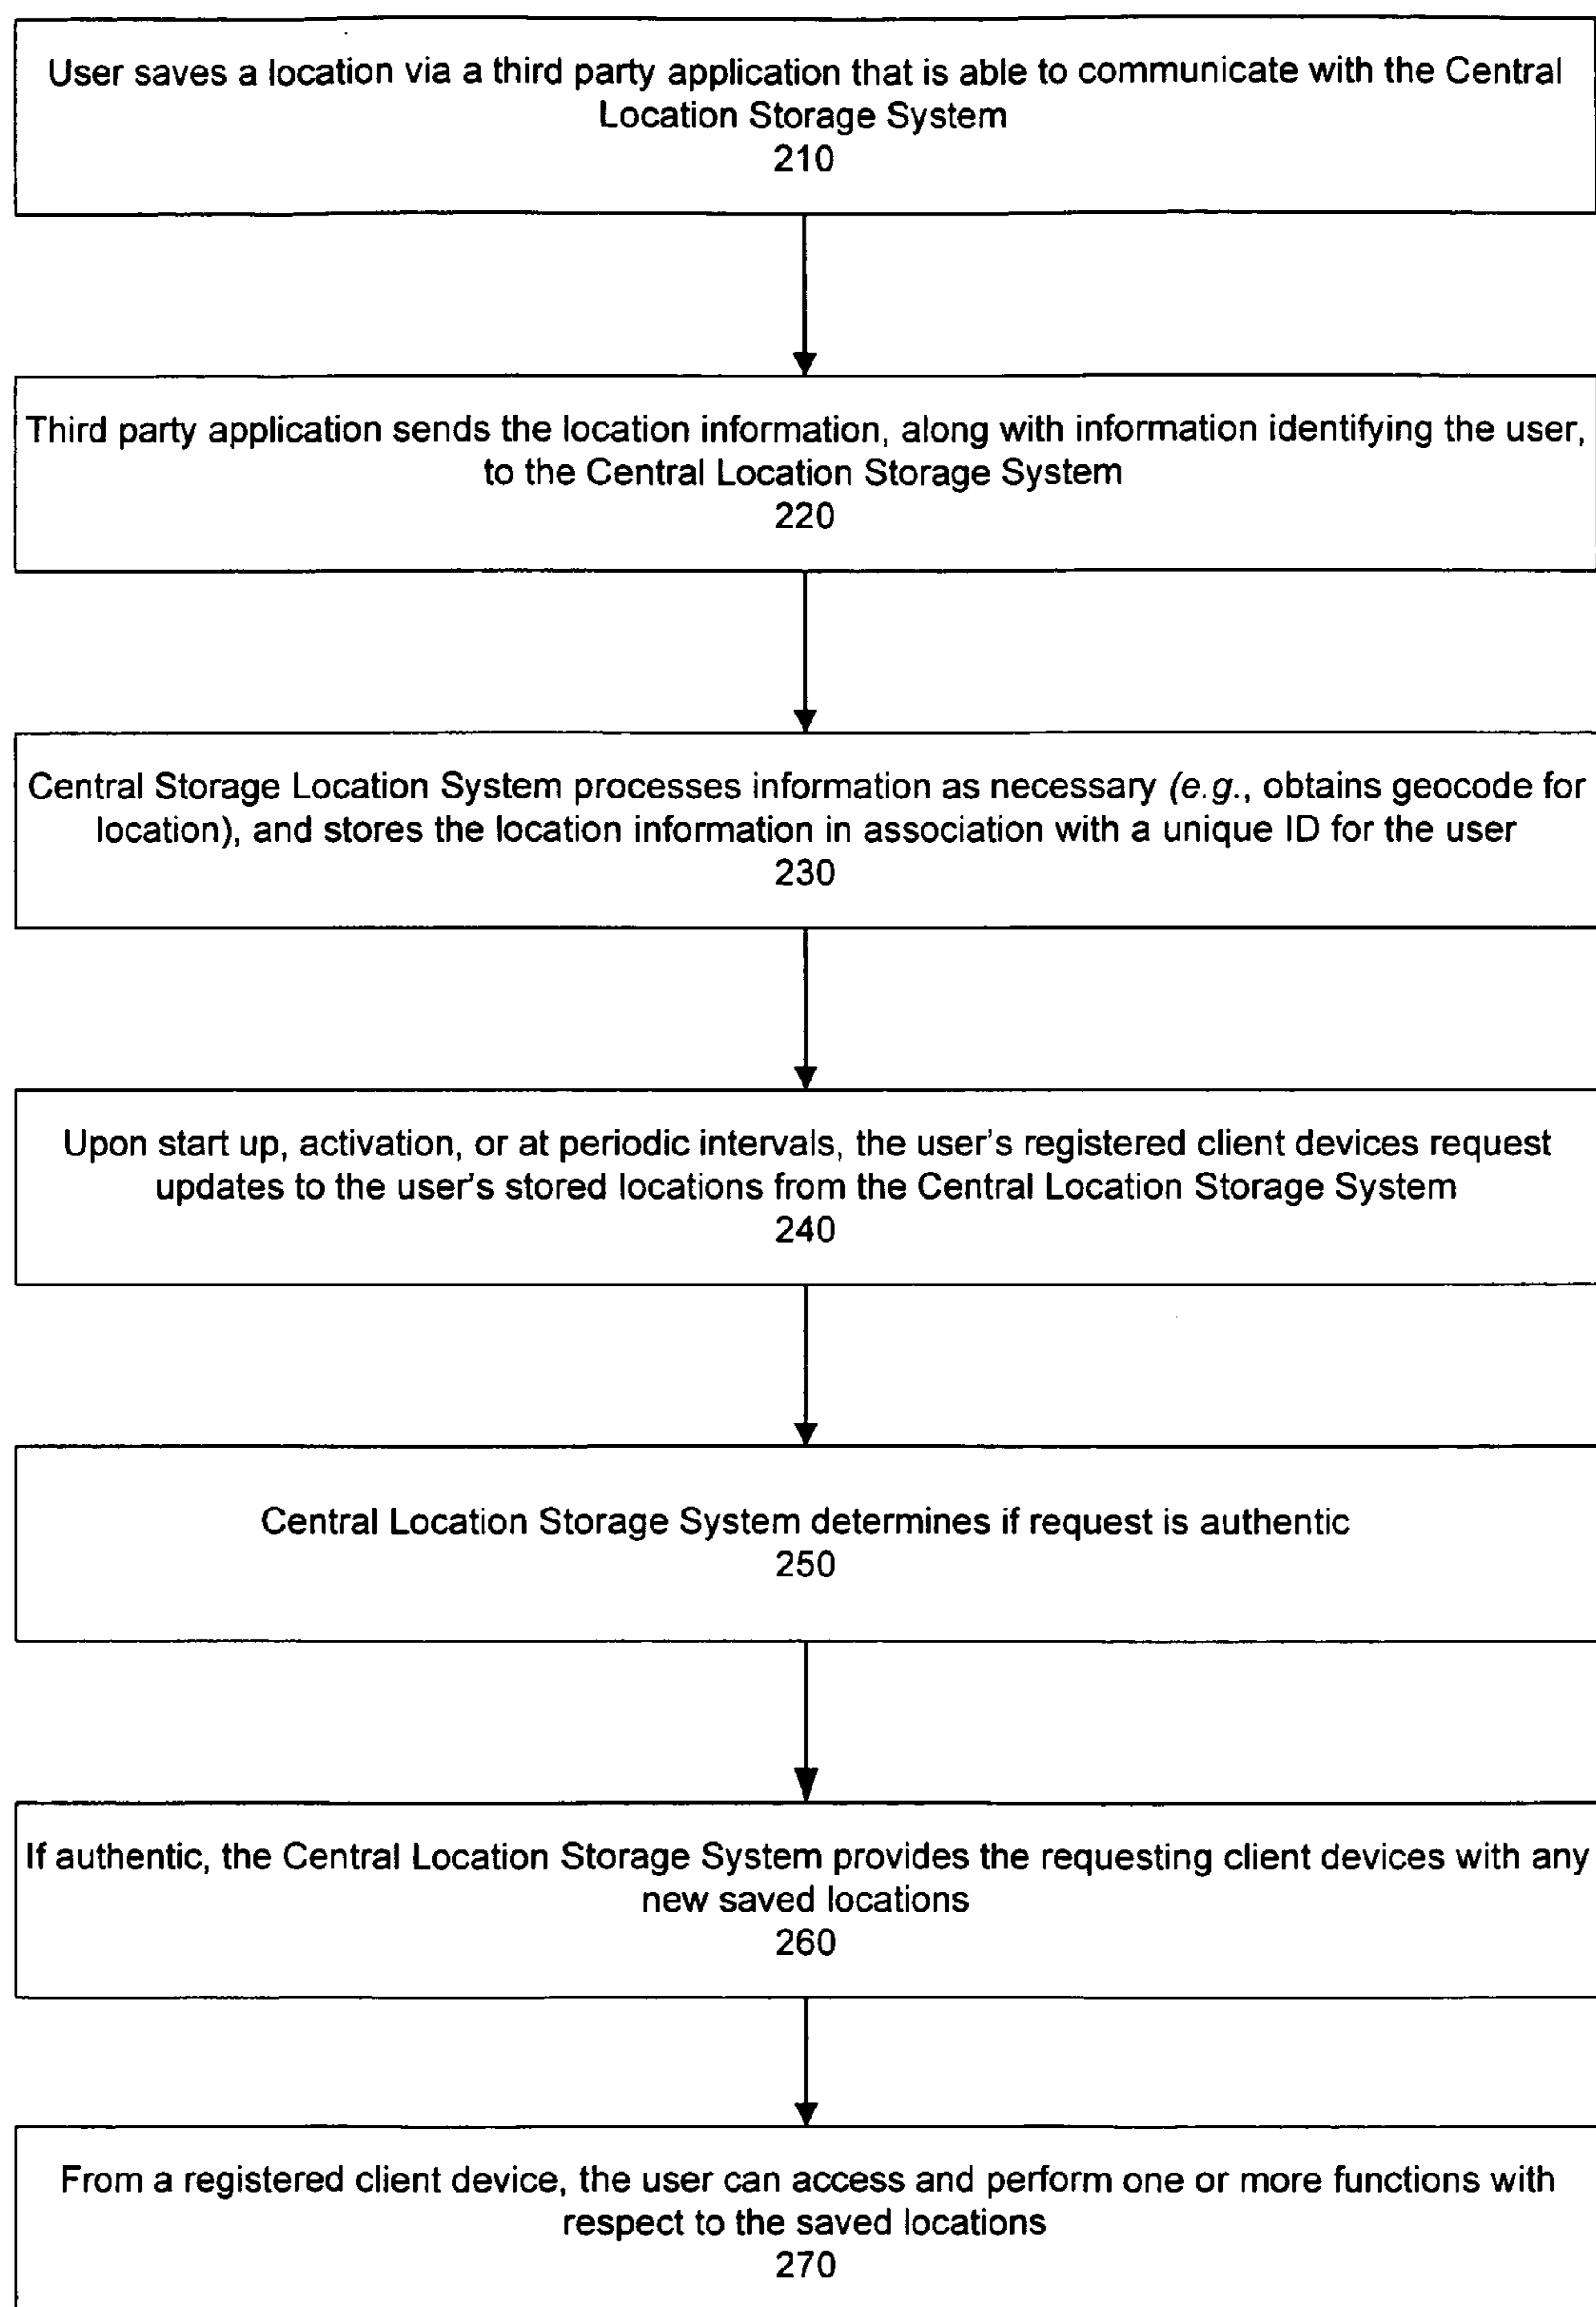 User saves a location via a third party application that is able to communicate with the Central
Location Storage System
210
Third party application sends the location information, along with information identifying the user,
to the Central Location Storage System
220
Central Storage Location System processes information as necessary (e.g., obtains geocode for
location), and stores the location information in association with a unique ID for the user
230
Upon start up, activation, or at periodic intervals, the user's registered client devices request
updates to the user's stored locations from the Central Location Storage System
240
Central Location Storage System determines if request is authentic
250
If authentic, the Central Location Storage System provides the requesting client devices with any
new saved locations
260
From a registered client device, the user can access and perform one or more functions with
respect to the saved locations
270